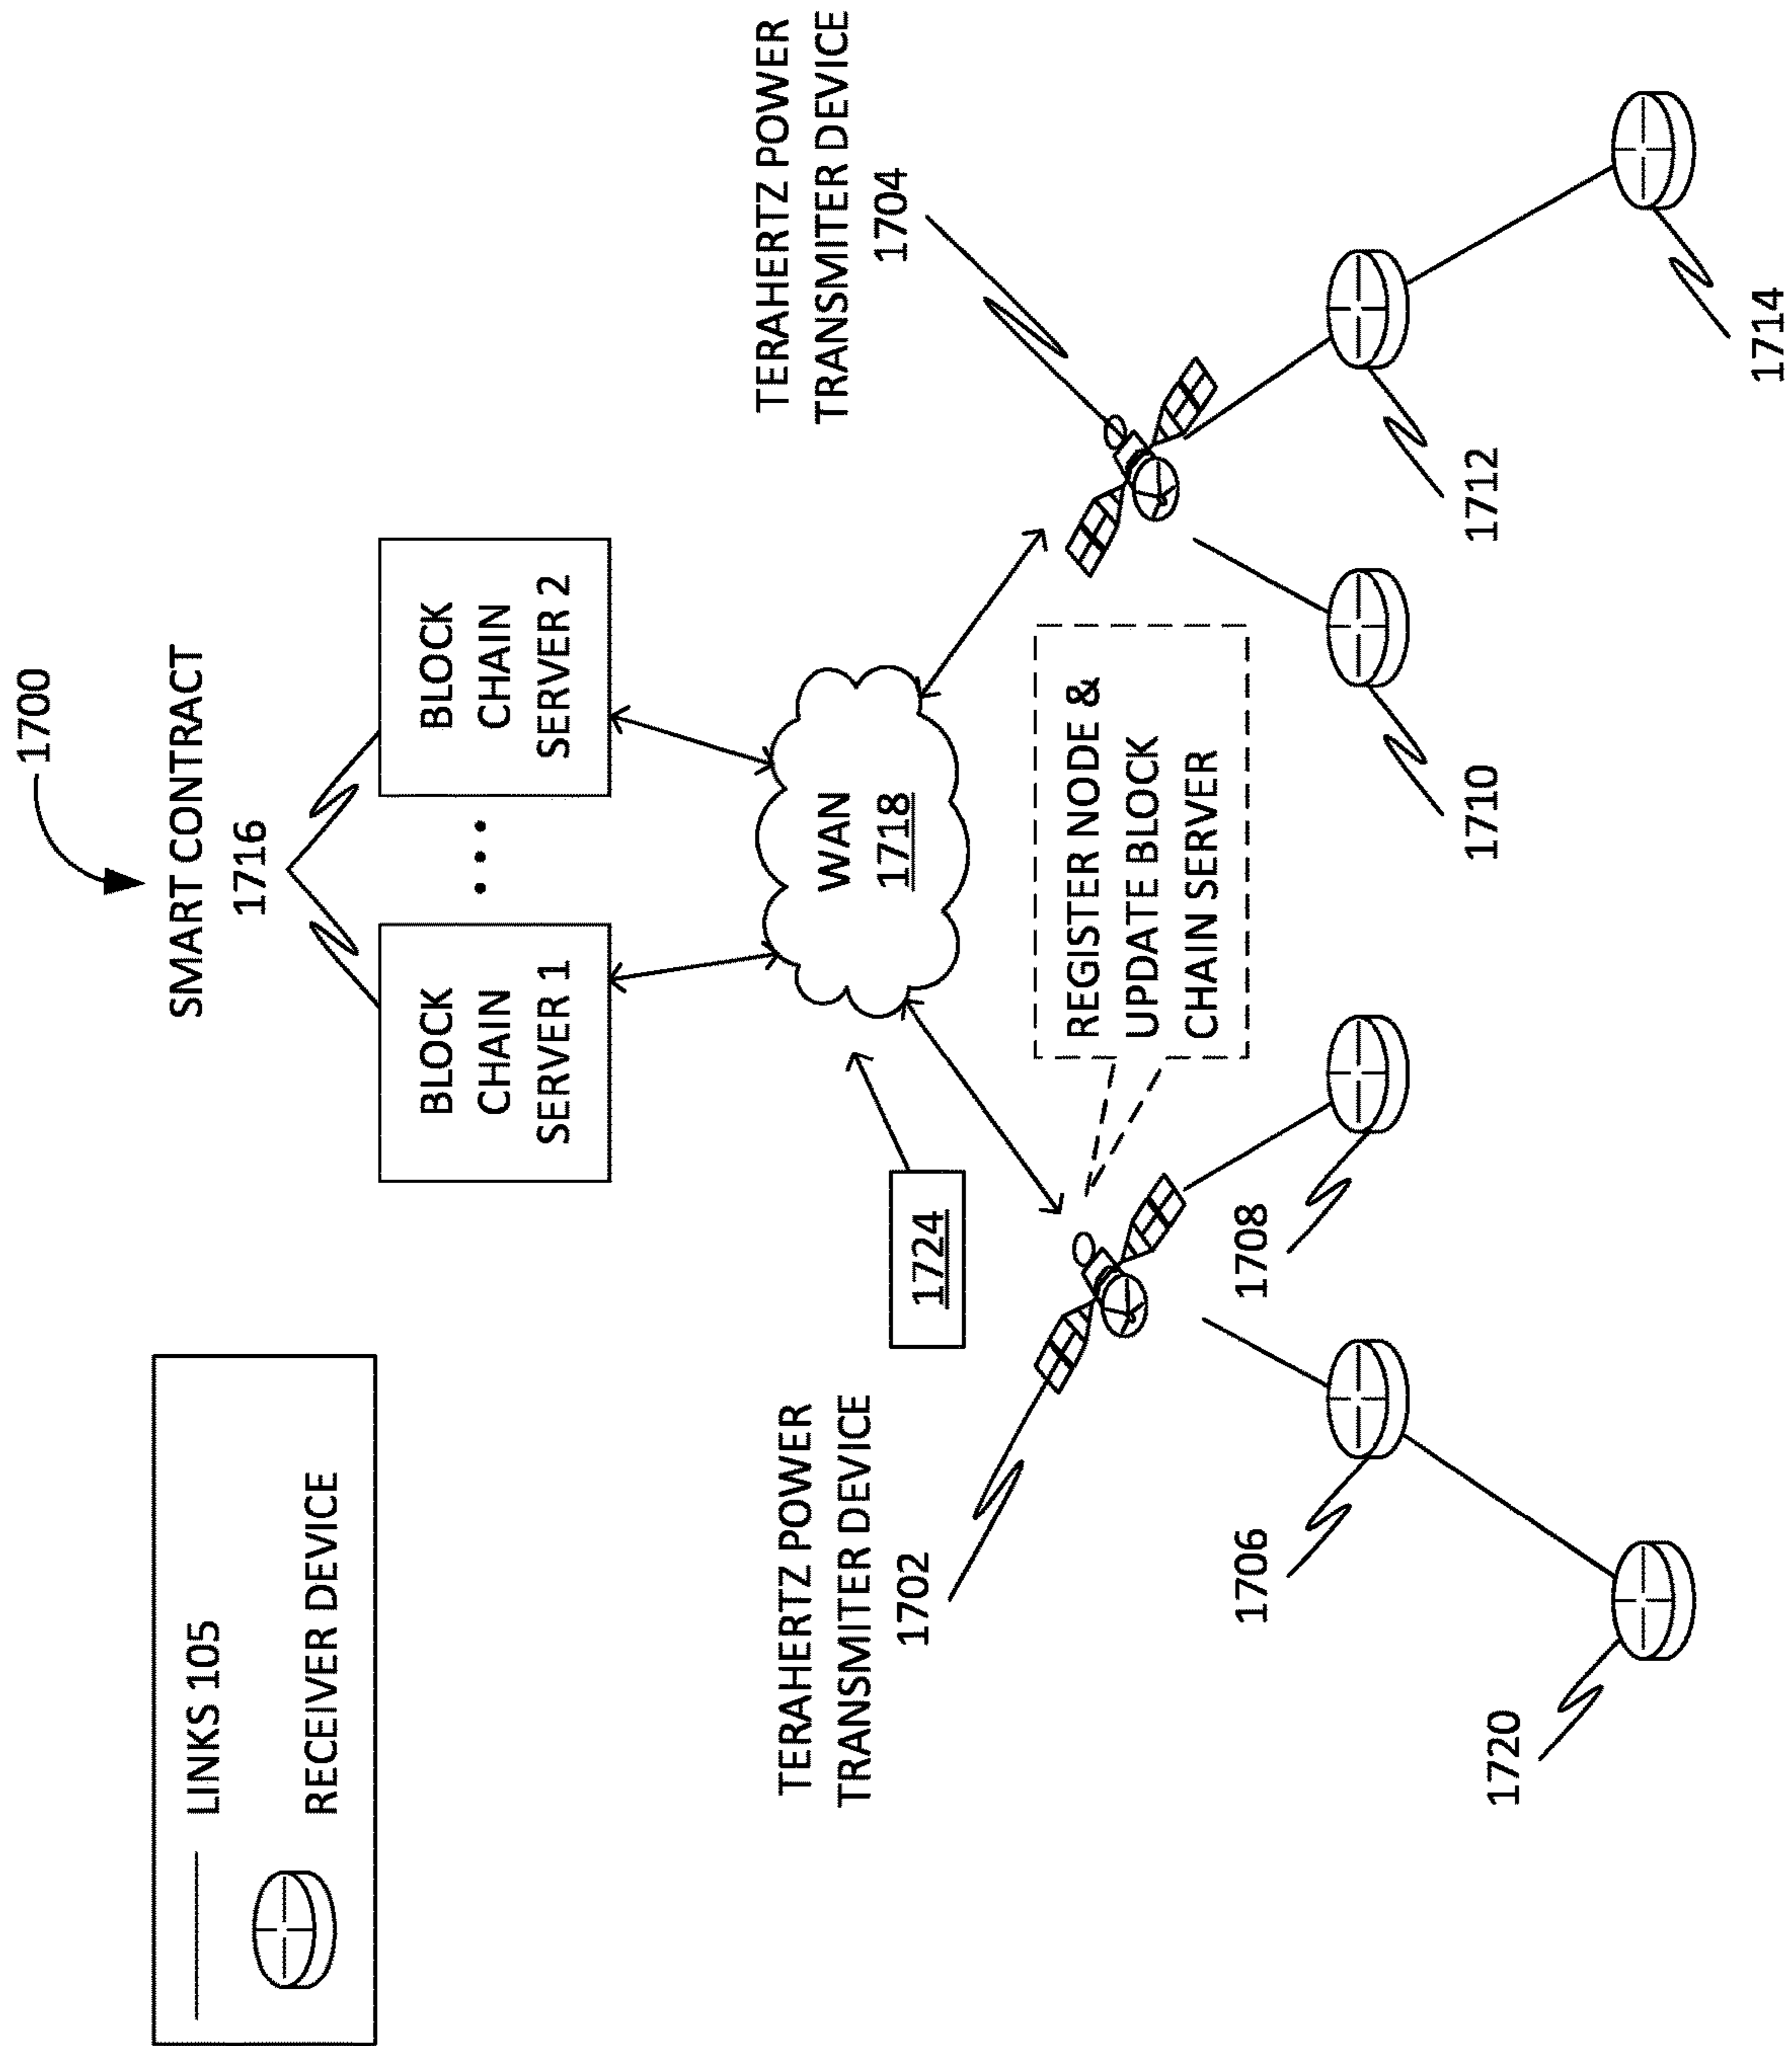 1700
LINKS 105
RECEIVER DEVICE
SMART CONTRACT
1716
BLOCK
CHAIN
SERVER 1
BLOCK
CHAIN
SERVER 2
WAN
1718
1724
TERAHERTZ POWER
TRANSMITER DEVICE
1702
TERAHERTZ POWER
TRANSMITER DEVICE
1704
REGISTER NODE &
UPDATE BLOCK
CHAIN SERVER
1706
1708
1710
1712
1720
1714